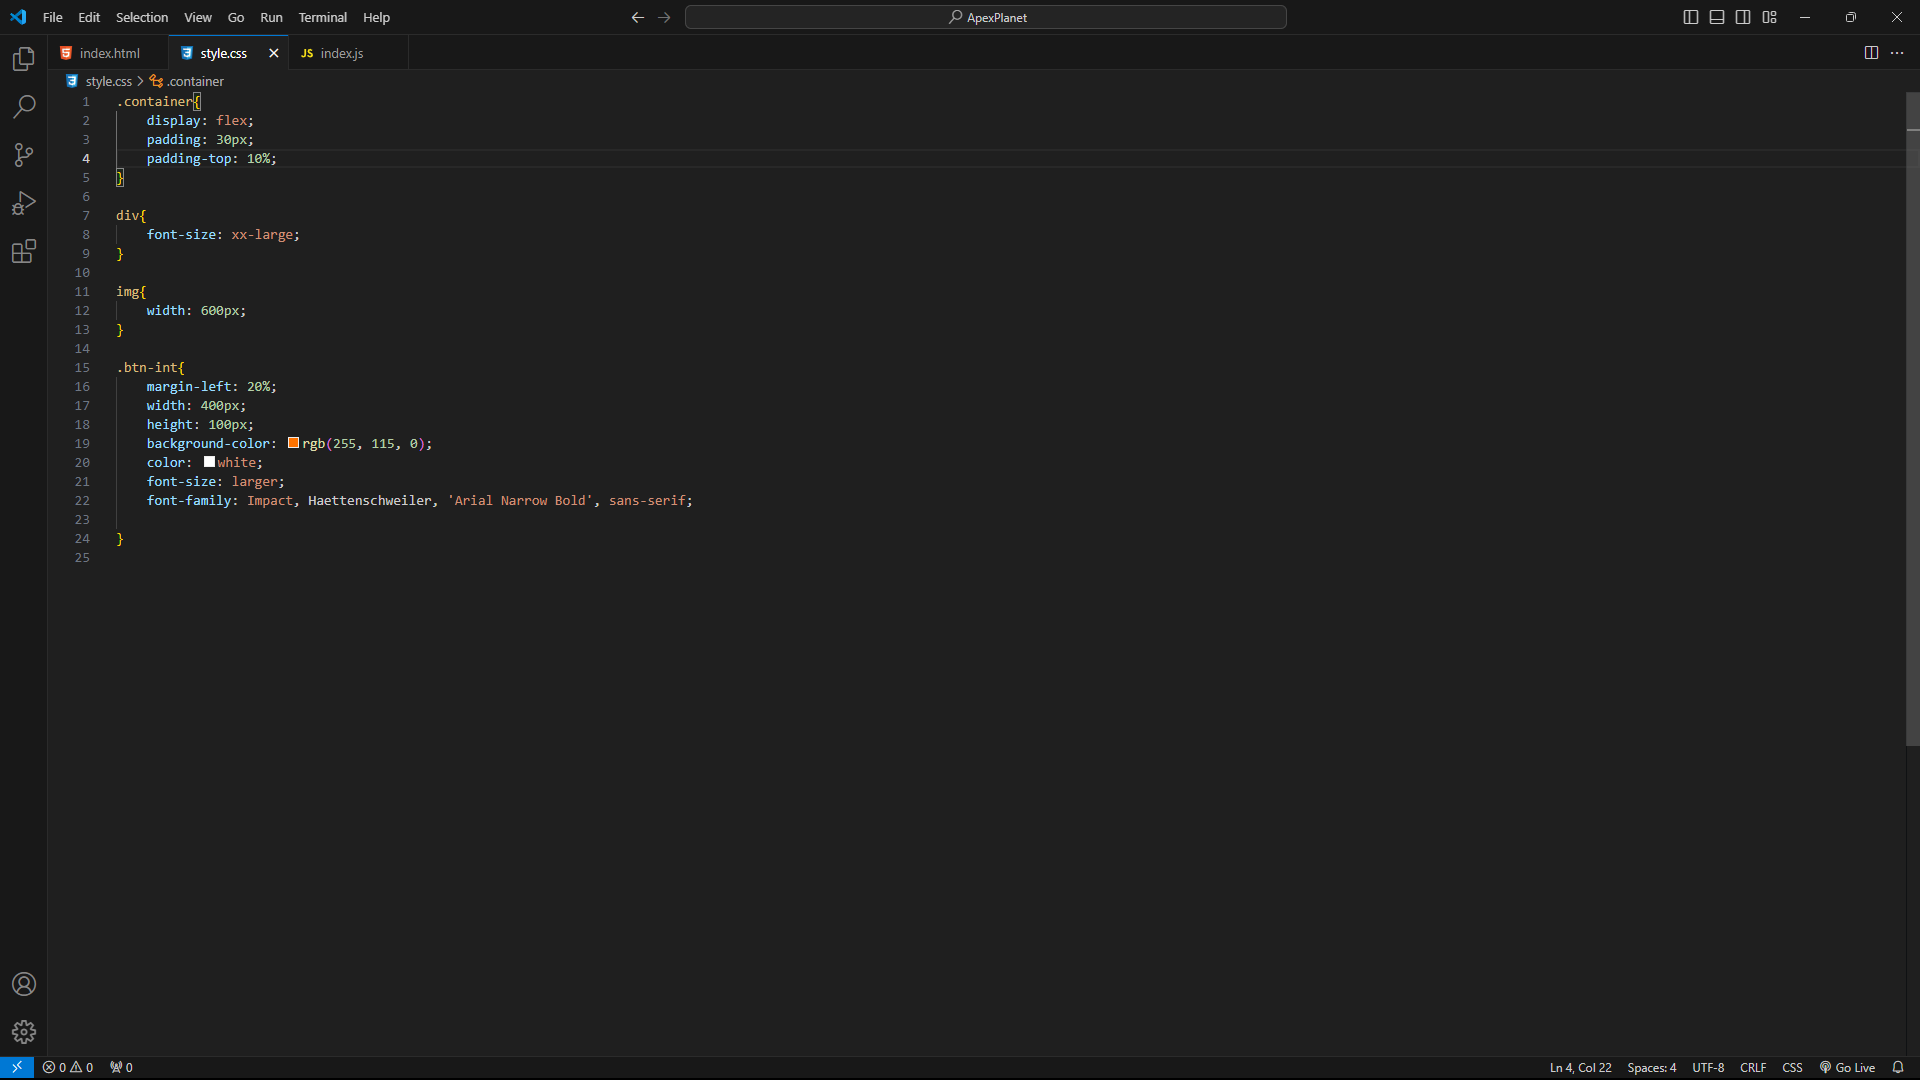 File Edit Selection View Go Run Terminal Help
ApexPlanet
index.html style.css JS index.js
style.css > .container
1 .container{
2     display: flex;
3     padding: 30px;
4     padding-top: 10%;
5 }
6
7 div{
8     font-size: xx-large;
9 }
10
11 img{
12     width: 600px;
13 }
14
15 .btn-int{
16     margin-left: 20%;
17     width: 400px;
18     height: 100px;
19     background-color: rgb(255, 115, 0);
20     color: white;
21     font-size: larger;
22     font-family: Impact, Haettenschweiler, 'Arial Narrow Bold', sans-serif;
23
24 }
25
0 0 0 Ln 4, Col 22 Spaces: 4 UTF-8 CRLF CSS Go Live